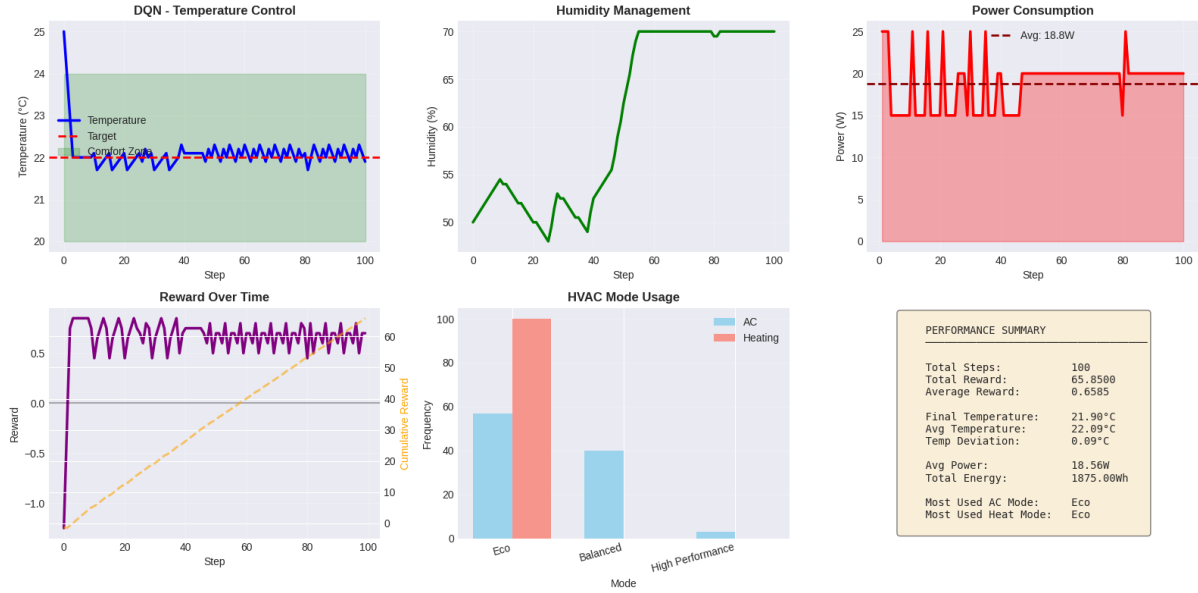 DQN - Temperature Control
25
24
23
22
21
20
Temperature (°C)
Temperature
Target
Comfort Zone
0 20 40 60 80 100
Step
Humidity Management
70
65
60
55
50
Humidity (%)
0 20 40 60 80 100
Step
Power Consumption
25
20
15
10
5
0
Power (W)
Avg: 18.8W
0 20 40 60 80 100
Step
Reward Over Time
0.5
0.0
−0.5
−1.0
Reward
60
50
40
30
20
10
0
Cumulative Reward
0 20 40 60 80 100
Step
HVAC Mode Usage
100
80
60
40
20
0
Frequency
AC
Heating
Eco
Balanced
High Performance
Mode
PERFORMANCE SUMMARY
Total Steps: 100
Total Reward: 65.8500
Average Reward: 0.6585
Final Temperature: 21.90°C
Avg Temperature: 22.09°C
Temp Deviation: 0.09°C
Avg Power: 18.56W
Total Energy: 1875.00Wh
Most Used AC Mode: Eco
Most Used Heat Mode: Eco